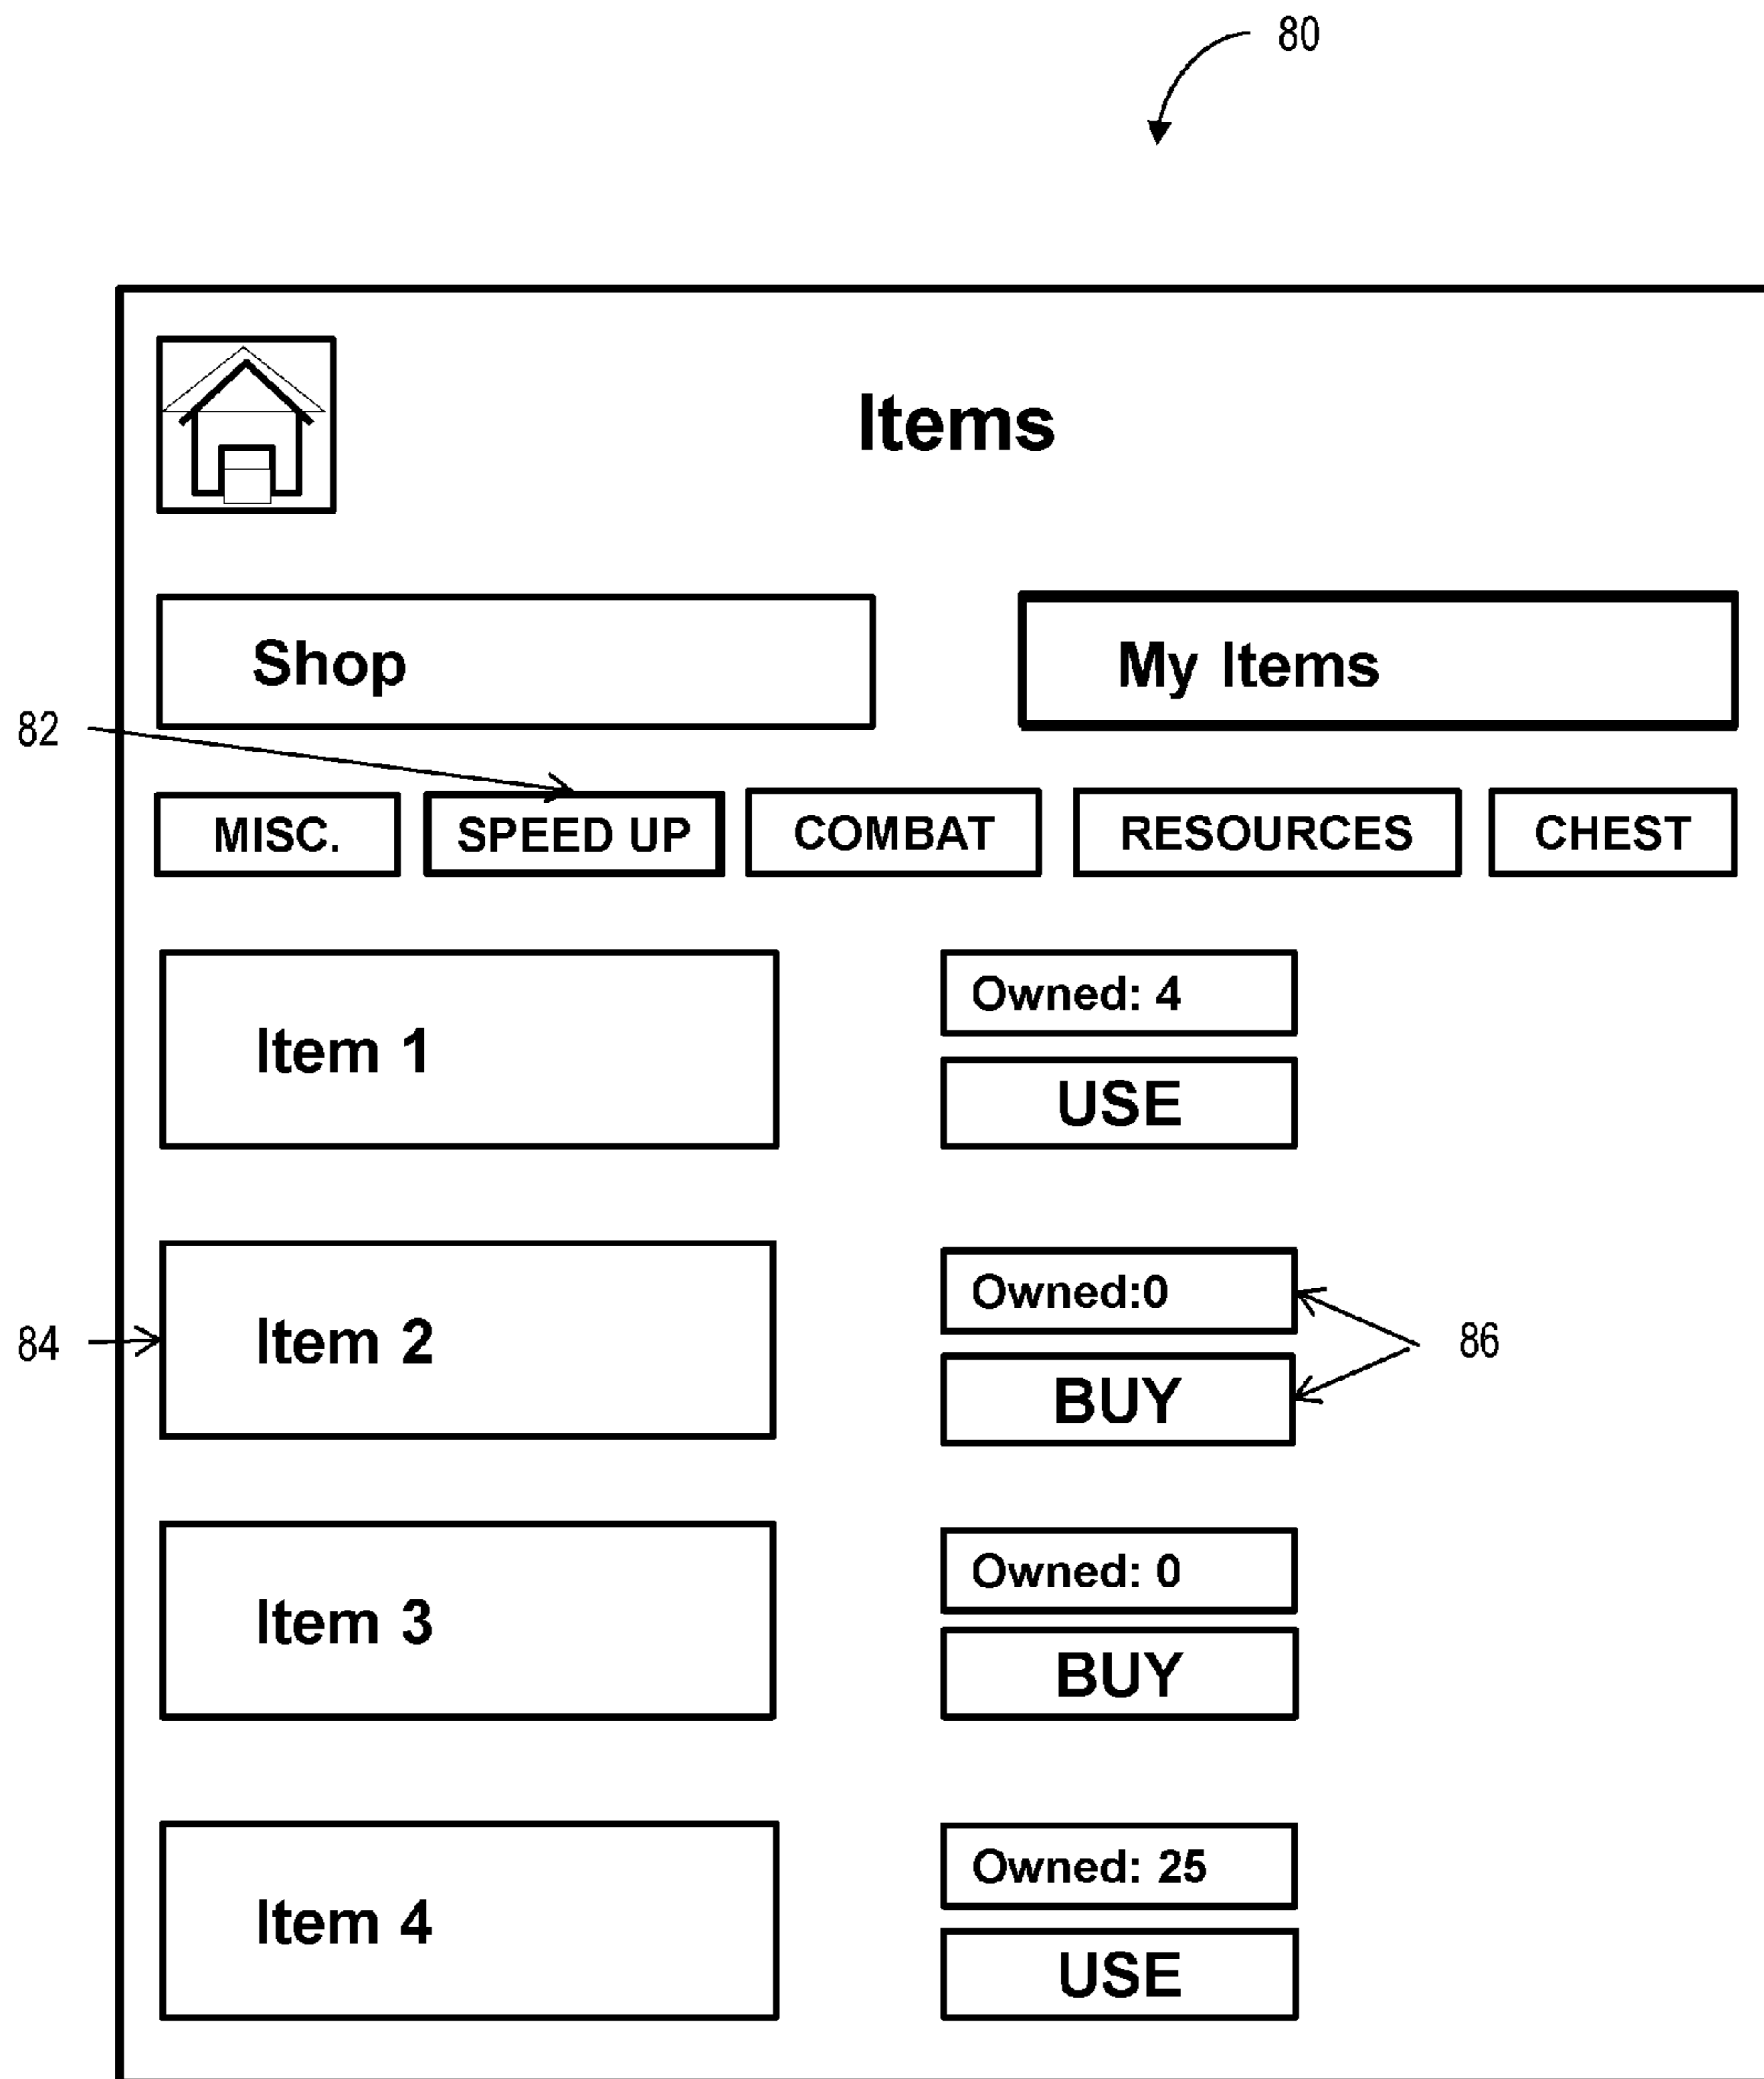 80
Items
Shop
My Items
82
MISC.
SPEED UP
COMBAT
RESOURCES
CHEST
Item 1
Owned: 4
USE
84
Item 2
Owned:0
BUY
86
Item 3
Owned: 0
BUY
Item 4
Owned: 25
USE